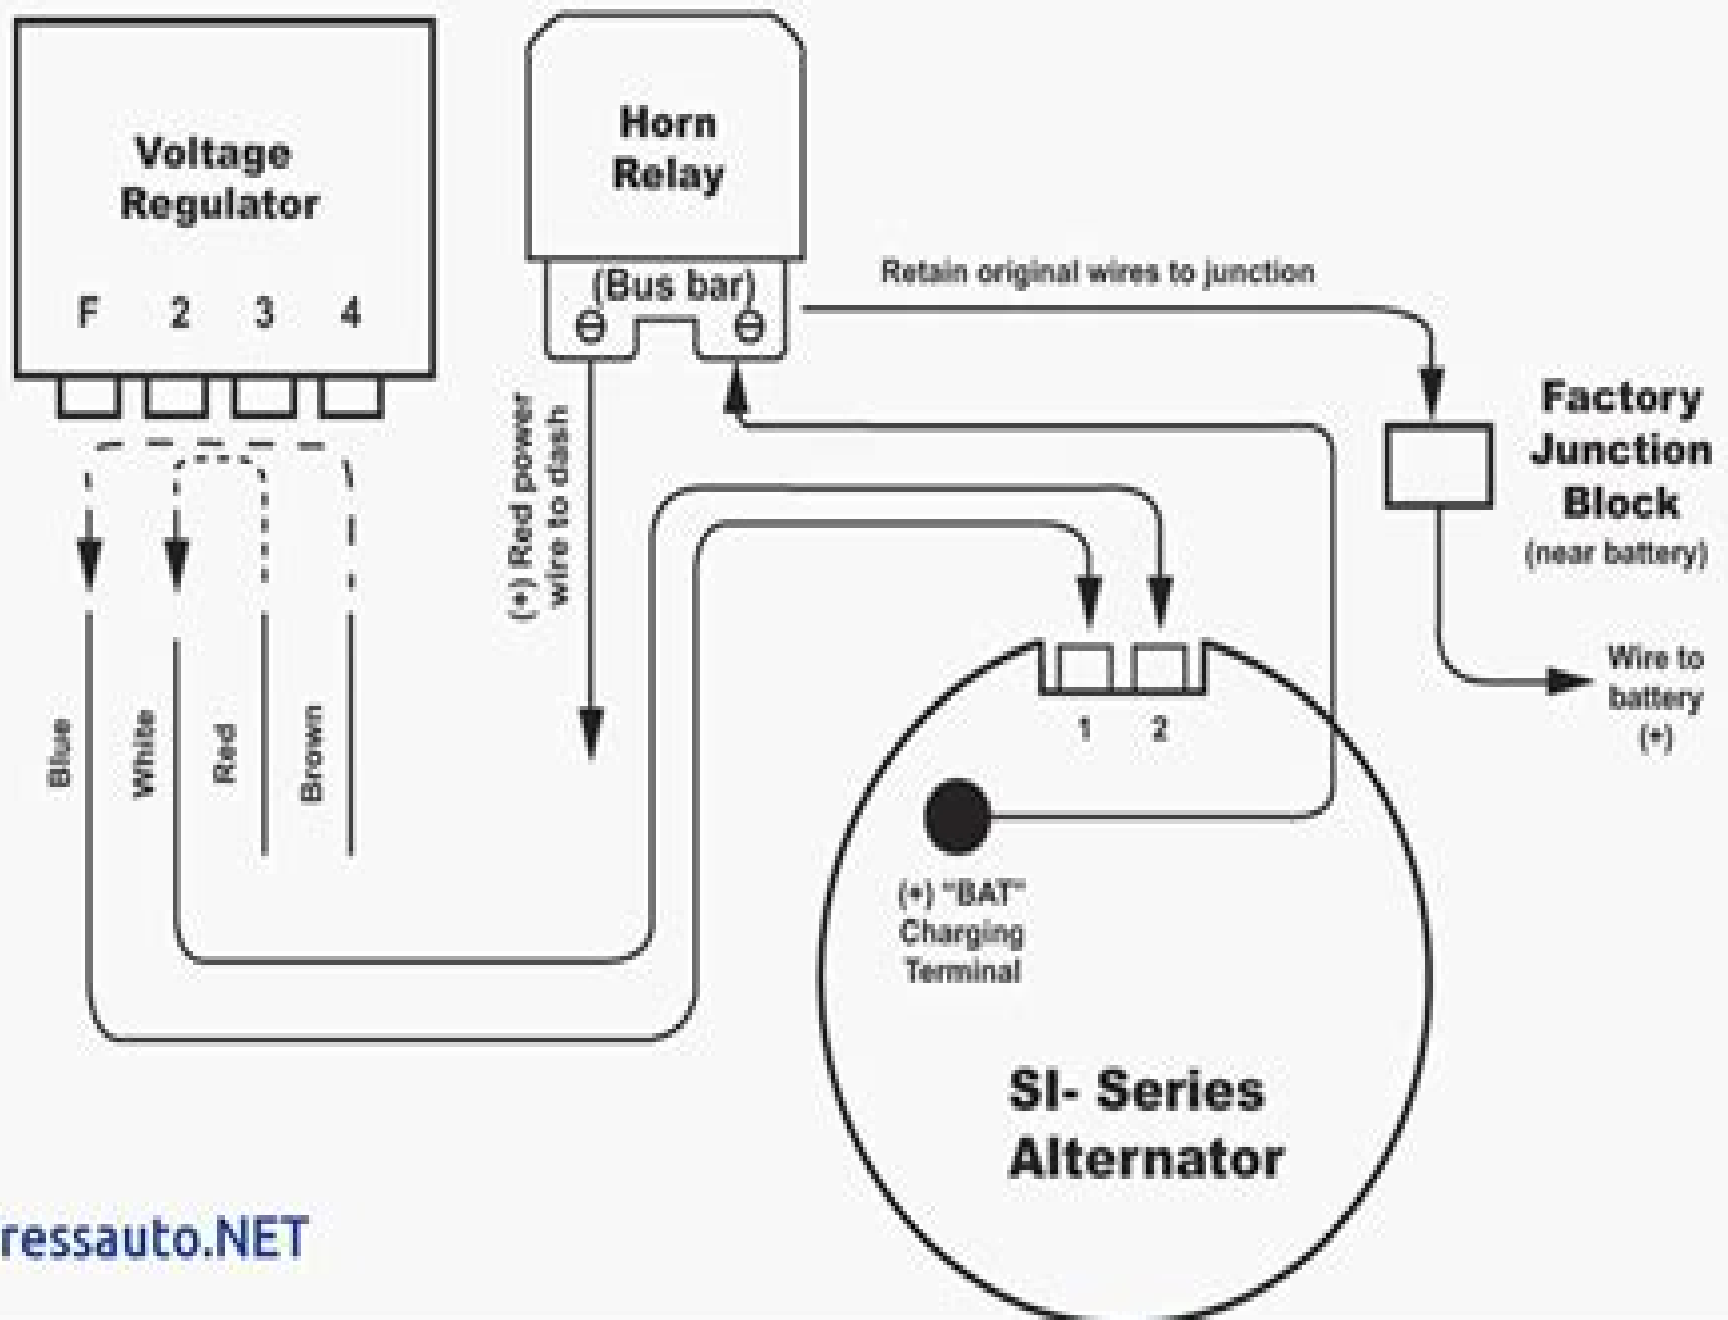 Voltage
Regulator
F 2 3 4
Horn
Relay
(Bus bar)
Retain original wires to junction
(+) Red power
wire to dash
Factory
Junction
Block
(near battery)
Wire to
battery
(+)
Blue
White
Red
Brown
1 2
(+) "BAT"
Charging
Terminal
SI- Series
Alternator
ressauto.NET